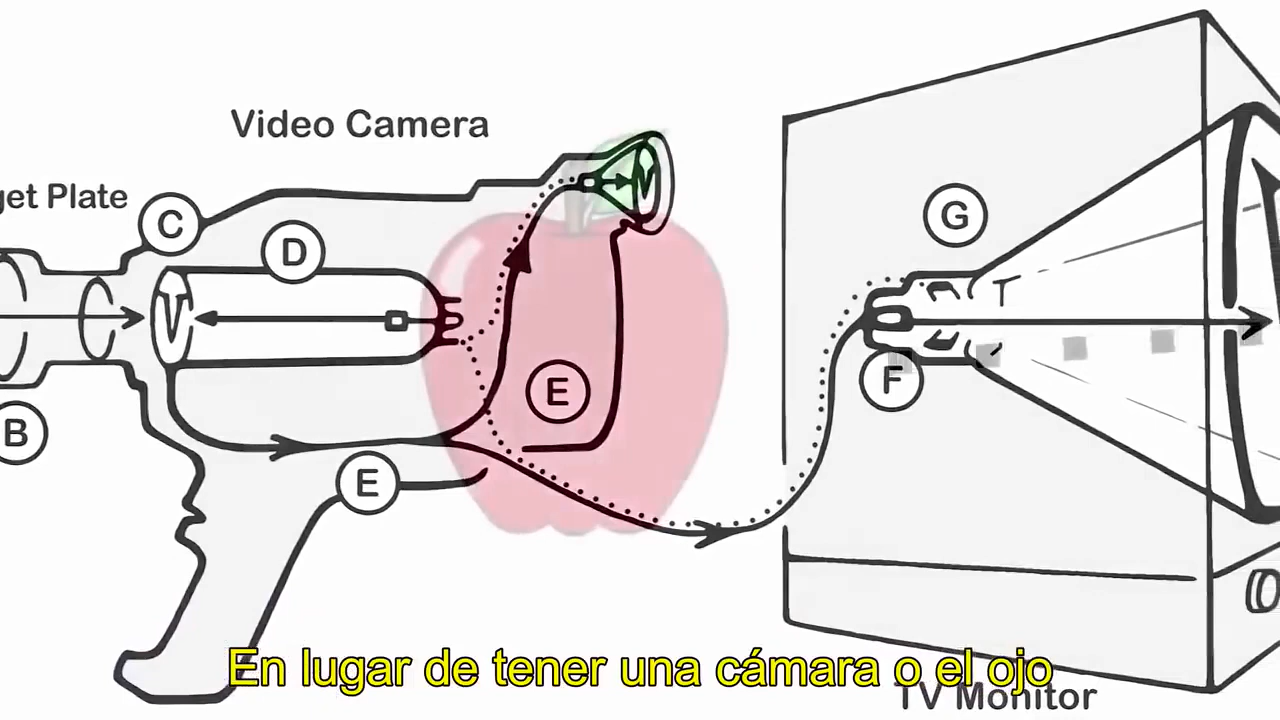 Video Camera
get Plate
C
D
G
V
V
T
E
F
B
E
En lugar de tener una cámara o el ojo
TV Monitor